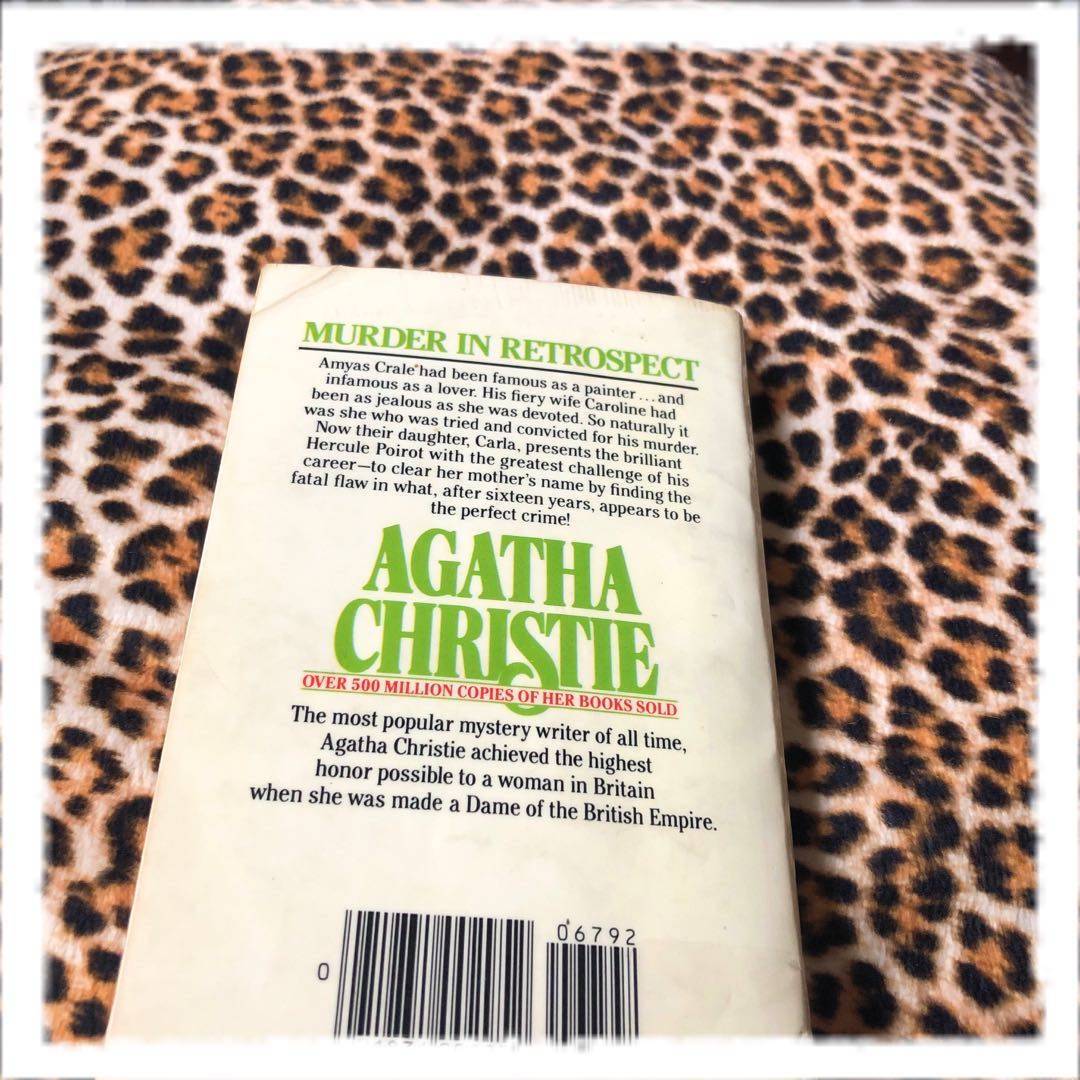 MURDER IN RETROSPECT
Amyas Crale had been famous as a painter...and
infamous as a lover. His fiery wife Caroline had
been as jealous as she was devoted. So naturally it
was she who was tried and convicted for his murder.
Now their daughter, Carla, presents the brilliant
Hercule Poirot with the greatest challenge of his
career—to clear her mother's name by finding the
fatal flaw in what, after sixteen years, appears to be
the perfect crime!
AGATHA
CHRISTIE
OVER 500 MILLION COPIES OF HER BOOKS SOLD
The most popular mystery writer of all time,
Agatha Christie achieved the highest
honor possible to a woman in Britain
when she was made a Dame of the British Empire.
06792
0